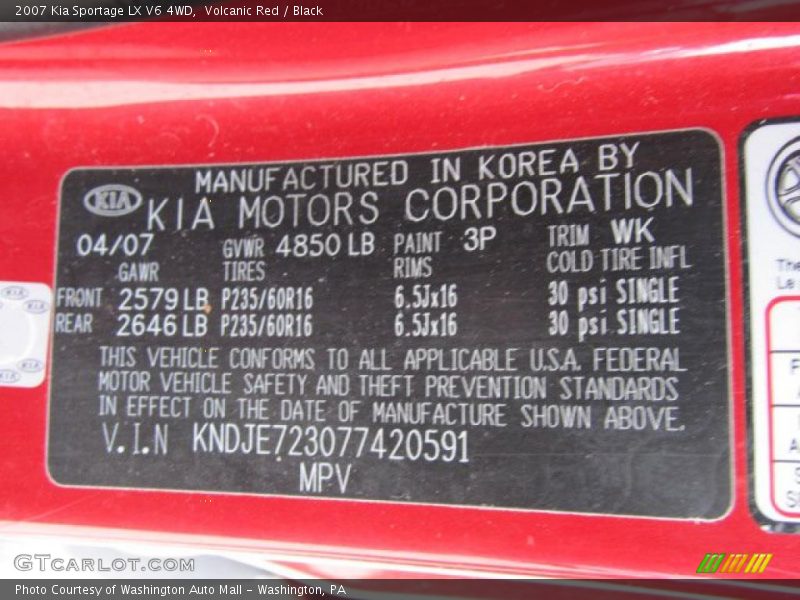 2007 Kia Sportage LX V6 4WD, Volcanic Red / Black
MANUFACTURED IN KOREA BY
KIA KIA MOTORS CORPORATION
04/07 GVWR 4850 LB PAINT 3P TRIM WK
GAWR TIRES RIMS COLD TIRE INFL
FRONT 2579 LB P235/60R16 6.5Jx16 30 psi SINGLE
REAR 2646 LB P235/60R16 6.5Jx16 30 psi SINGLE
THIS VEHICLE CONFORMS TO ALL APPLICABLE U.S.A. FEDERAL
MOTOR VEHICLE SAFETY AND THEFT PREVENTION STANDARDS
IN EFFECT ON THE DATE OF MANUFACTURE SHOWN ABOVE.
V.I.N KNDJE723077420591
MPV
GTCARLOT.COM
Photo Courtesy of Washington Auto Mall - Washington, PA